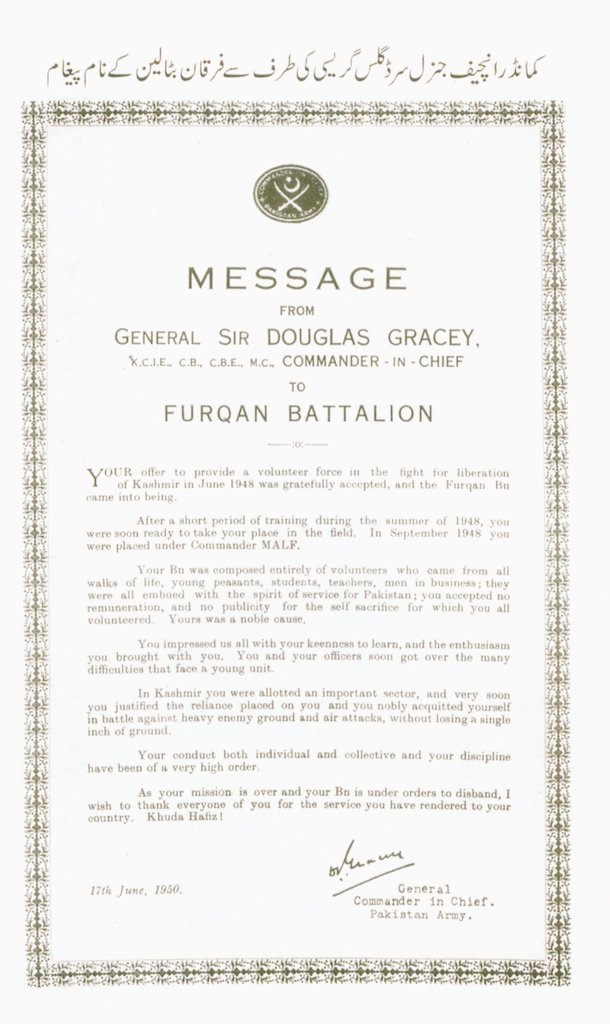 کمانڈر انچیف جنرل سر ڈگلس گریسی کی طرف سے فرقان بٹالین کے نام پیغام
COMMANDER IN CHIEF
PAKISTAN ARMY
MESSAGE
FROM
GENERAL SIR DOUGLAS GRACEY,
K.C.I.E., C.B., C.B.E., M.C., COMMANDER - IN - CHIEF
TO
FURQAN BATTALION
YOUR offer to provide a volunteer force in the fight for liberation
of Kashmir in June 1948 was gratefully accepted, and the Furqan Bn
came into being.
After a short period of training during the summer of 1948, you
were soon ready to take your place in the field. In September 1948 you
were placed under Commander MALF.
Your Bn was composed entirely of volunteers who came from all
walks of life, young peasants, students, teachers, men in business; they
were all embued with the spirit of service for Pakistan; you accepted no
remuneration, and no publicity for the self sacrifice for which you all
volunteered. Yours was a noble cause.
You impressed us all with your keenness to learn, and the enthusiasm
you brought with you. You and your officers soon got over the many
difficulties that face a young unit.
In Kashmir you were allotted an important sector, and very soon
you justified the reliance placed on you and you nobly acquitted yourself
in battle against heavy enemy ground and air attacks, without losing a single
inch of ground.
Your conduct both individual and collective and your discipline
have been of a very high order.
As your mission is over and your Bn is under orders to disband, I
wish to thank everyone of you for the service you have rendered to your
country. Khuda Hafiz!
17th June, 1950.
General
Commander in Chief.
Pakistan Army.